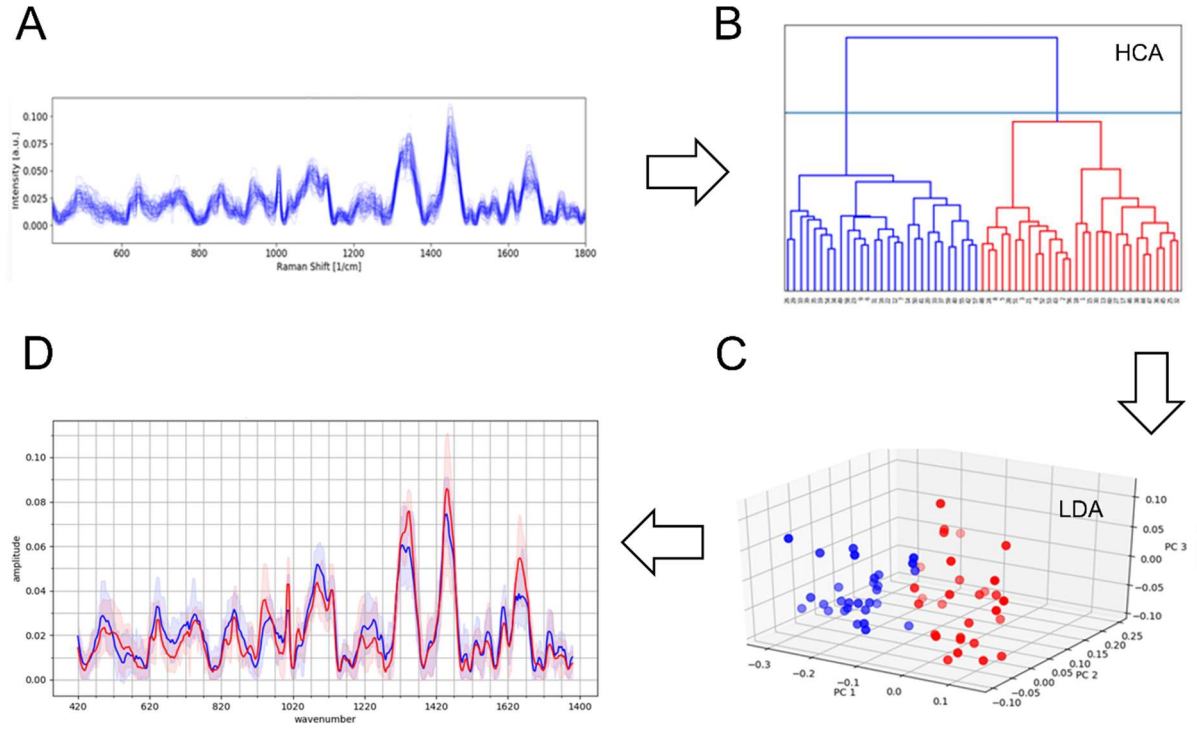 A
0.100
0.075
0.050
0.025
0.000
Intensity [a.u.]
600 800 1000 1200 1400 1600 1800
Raman Shift [1/cm]
B
HCA
C
LDA
0.10
0.05
0.00
−0.05
−0.10
PC 3
−0.3 −0.2 −0.1 0.0 0.1
PC 1
−0.10 −0.05 0.00 0.05 0.10 0.15 0.20 0.25
PC 2
D
0.10
0.08
0.06
0.04
0.02
0.00
amplitude
420 620 820 1020 1220 1420 1620 1400
wavenumber